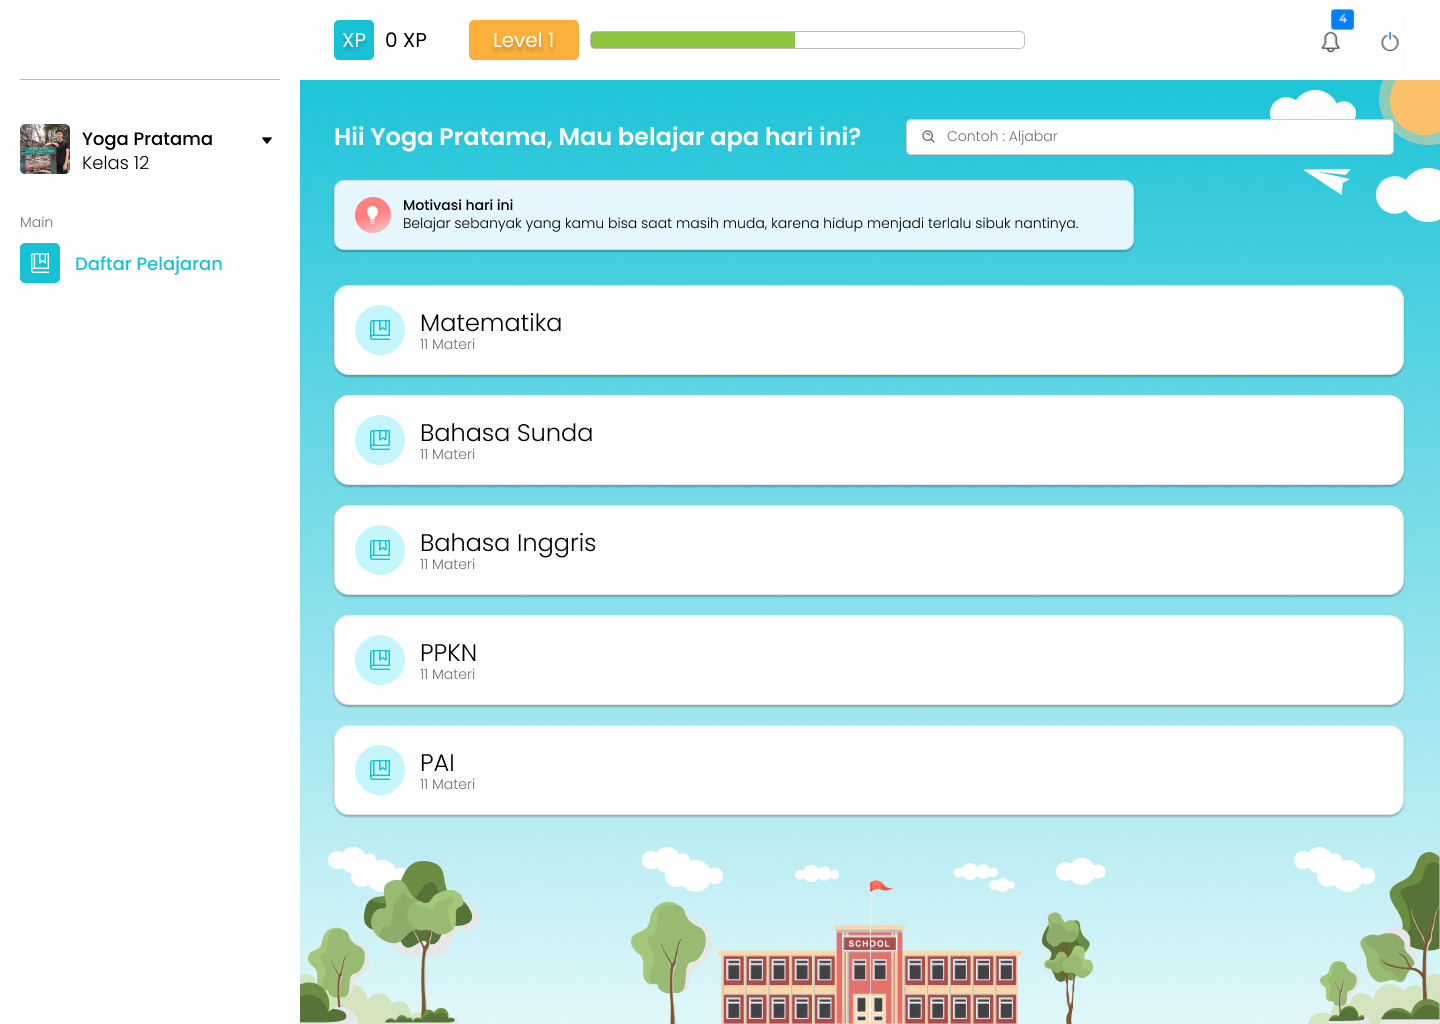 XP 0 XP Level 1 4
Yoga Pratama
Kelas 12
Main
Daftar Pelajaran
Hii Yoga Pratama, Mau belajar apa hari ini?
Contoh : Aljabar
Motivasi hari ini
Belajar sebanyak yang kamu bisa saat masih muda, karena hidup menjadi terlalu sibuk nantinya.
Matematika
11 Materi
Bahasa Sunda
11 Materi
Bahasa Inggris
11 Materi
PPKN
11 Materi
PAI
11 Materi
SCHOOL